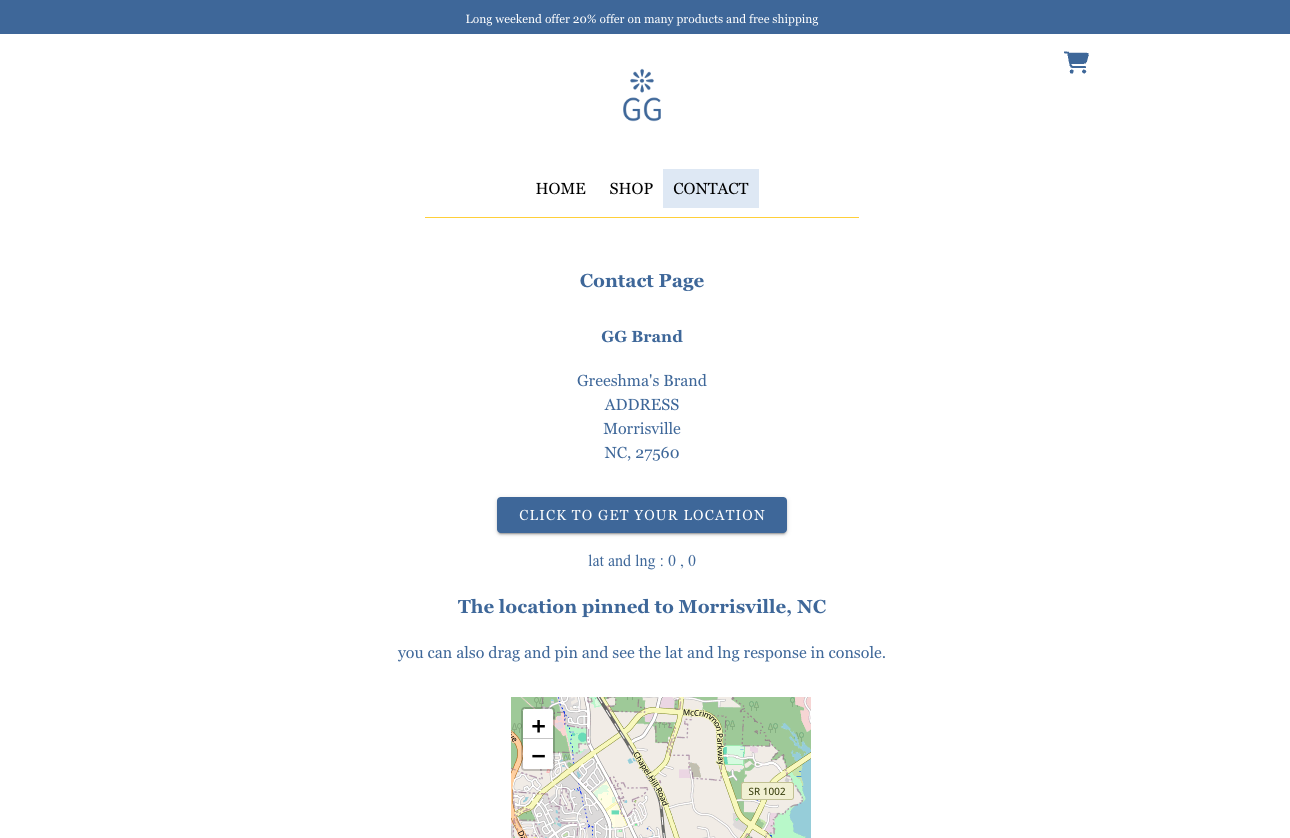 Long weekend offer 20% offer on many products and free shipping
GG
HOME SHOP CONTACT
Contact Page
GG Brand
Greeshma's Brand
ADDRESS
Morrisville
NC, 27560
CLICK TO GET YOUR LOCATION
lat and lng : 0 , 0
The location pinned to Morrisville, NC
you can also drag and pin and see the lat and lng response in console.
+
−
McCrimmon Parkway
Chapel Hill Road
SR 1002